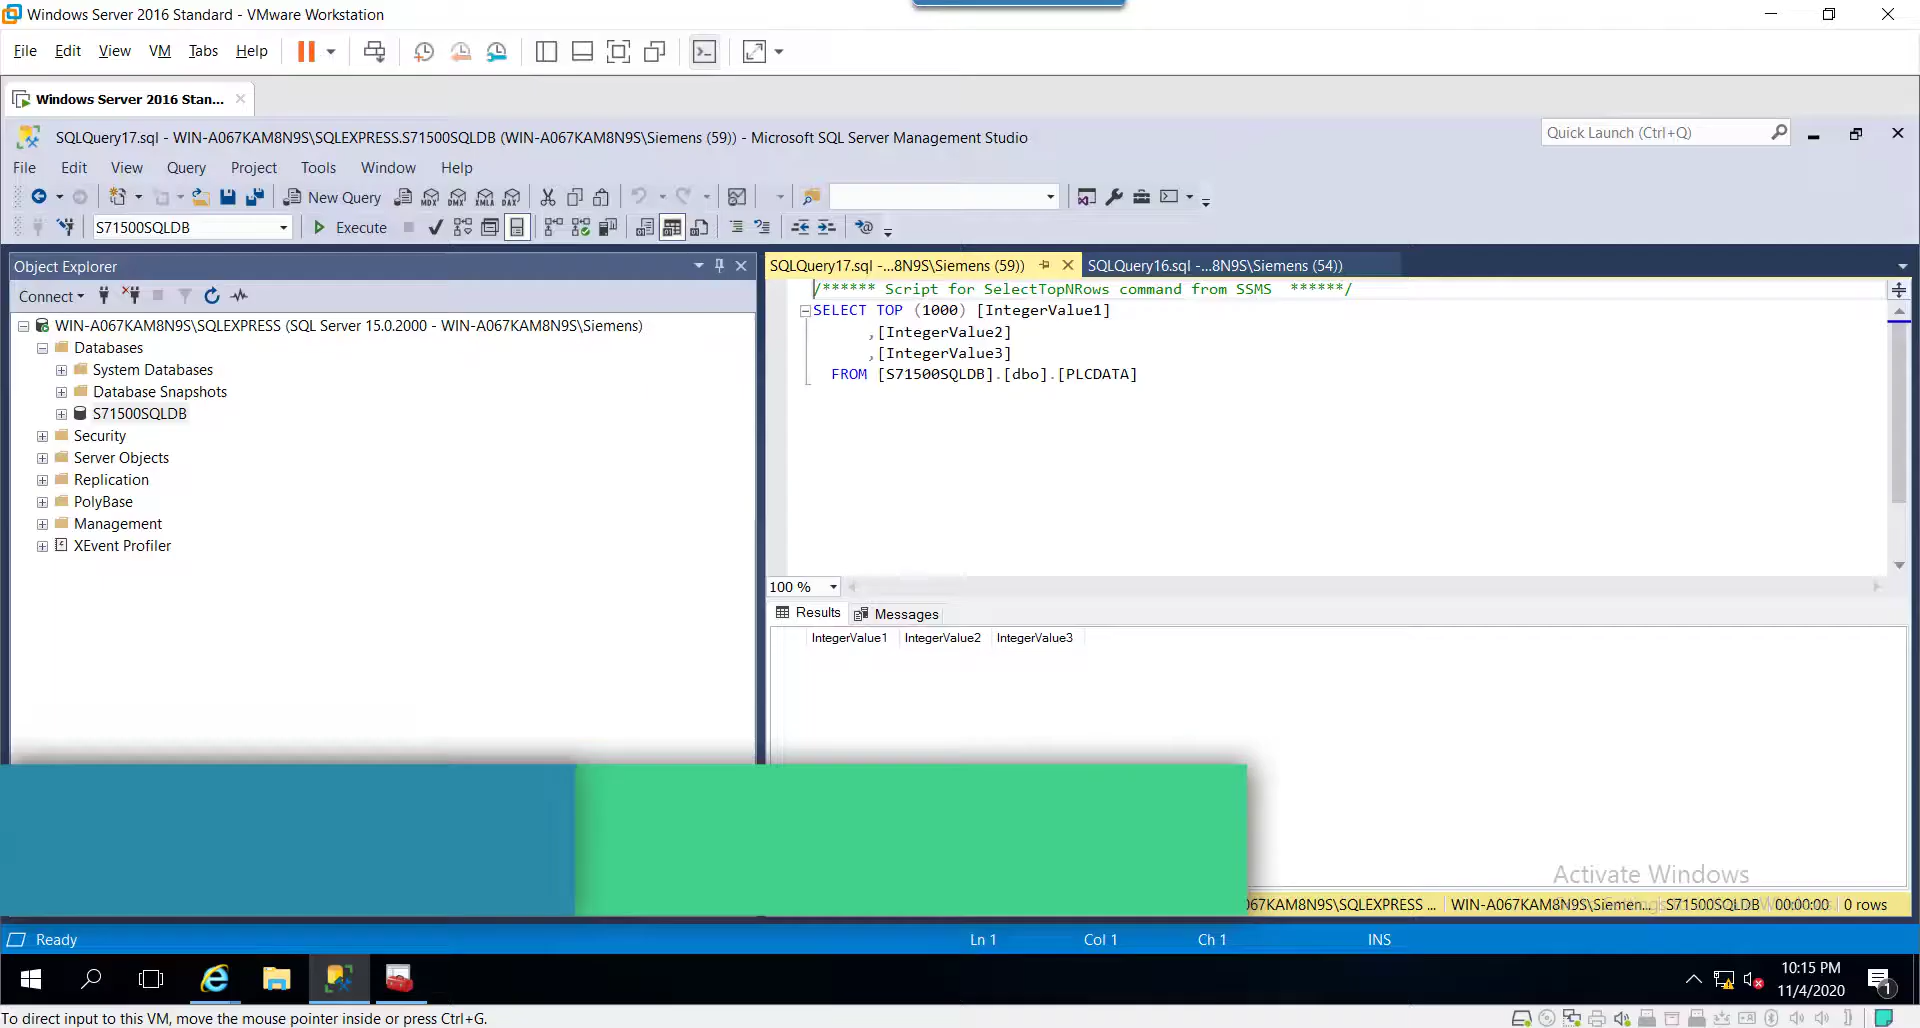 Windows Server 2016 Standard - VMware Workstation
File Edit View VM Tabs Help
Windows Server 2016 Stan...
SQLQuery17.sql - WIN-A067KAM8N9S\SQLEXPRESS.S71500SQLDB (WIN-A067KAM8N9S\Siemens (59)) - Microsoft SQL Server Management Studio
Quick Launch (Ctrl+Q)
File Edit View Query Project Tools Window Help
New Query MDX DMX XMLA DAX
S71500SQLDB Execute
Object Explorer
SQLQuery17.sql -...8N9S\Siemens (59)) SQLQuery16.sql -...8N9S\Siemens (54))
Connect
WIN-A067KAM8N9S\SQLEXPRESS (SQL Server 15.0.2000 - WIN-A067KAM8N9S\Siemens)
Databases
System Databases
Database Snapshots
S71500SQLDB
Security
Server Objects
Replication
PolyBase
Management
XEvent Profiler
/****** Script for SelectTopNRows command from SSMS  ******/
SELECT TOP (1000) [IntegerValue1]
,[IntegerValue2]
,[IntegerValue3]
FROM [S71500SQLDB].[dbo].[PLCDATA]
100 %
Results Messages
IntegerValue1 IntegerValue2 IntegerValue3
Activate Windows
067KAM8N9S\SQLEXPRESS ... WIN-A067KAM8N9S\Siemen... S71500SQLDB 00:00:00 0 rows
Ready Ln 1 Col 1 Ch 1 INS
10:15 PM
11/4/2020
1
To direct input to this VM, move the mouse pointer inside or press Ctrl+G.